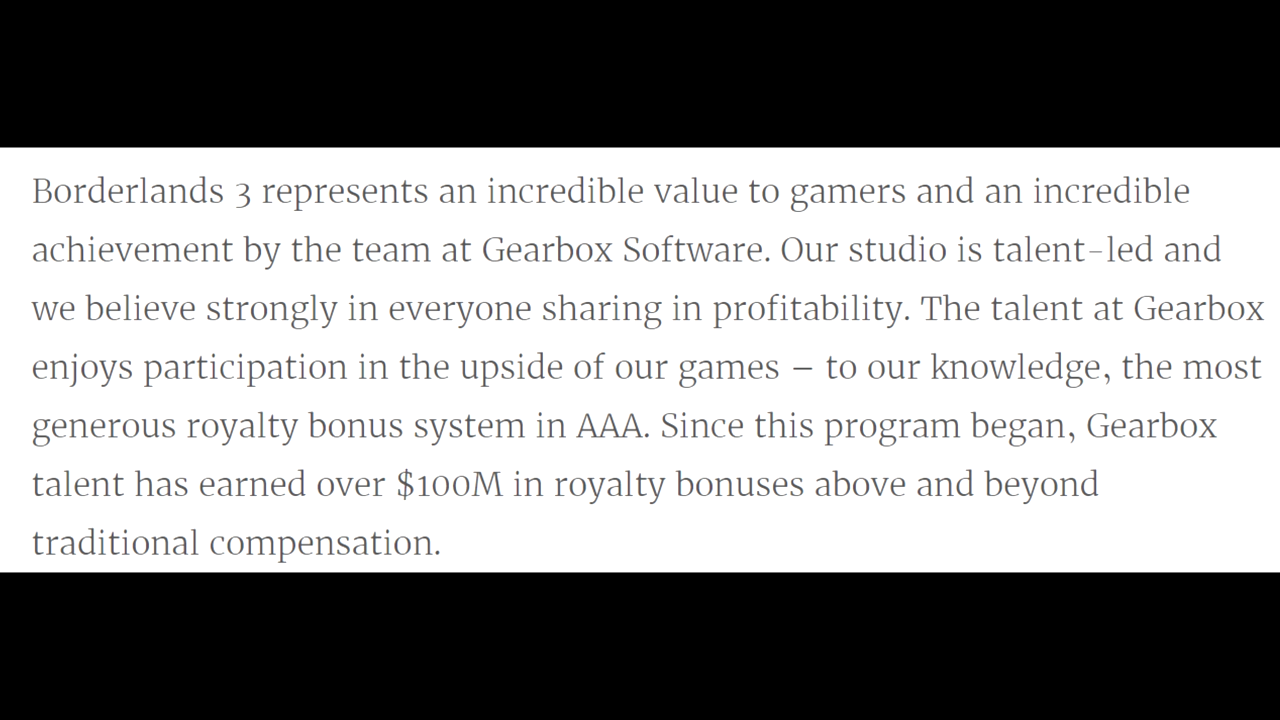 Borderlands 3 represents an incredible value to gamers and an incredible
achievement by the team at Gearbox Software. Our studio is talent-led and
we believe strongly in everyone sharing in profitability. The talent at Gearbox
enjoys participation in the upside of our games – to our knowledge, the most
generous royalty bonus system in AAA. Since this program began, Gearbox
talent has earned over $100M in royalty bonuses above and beyond
traditional compensation.